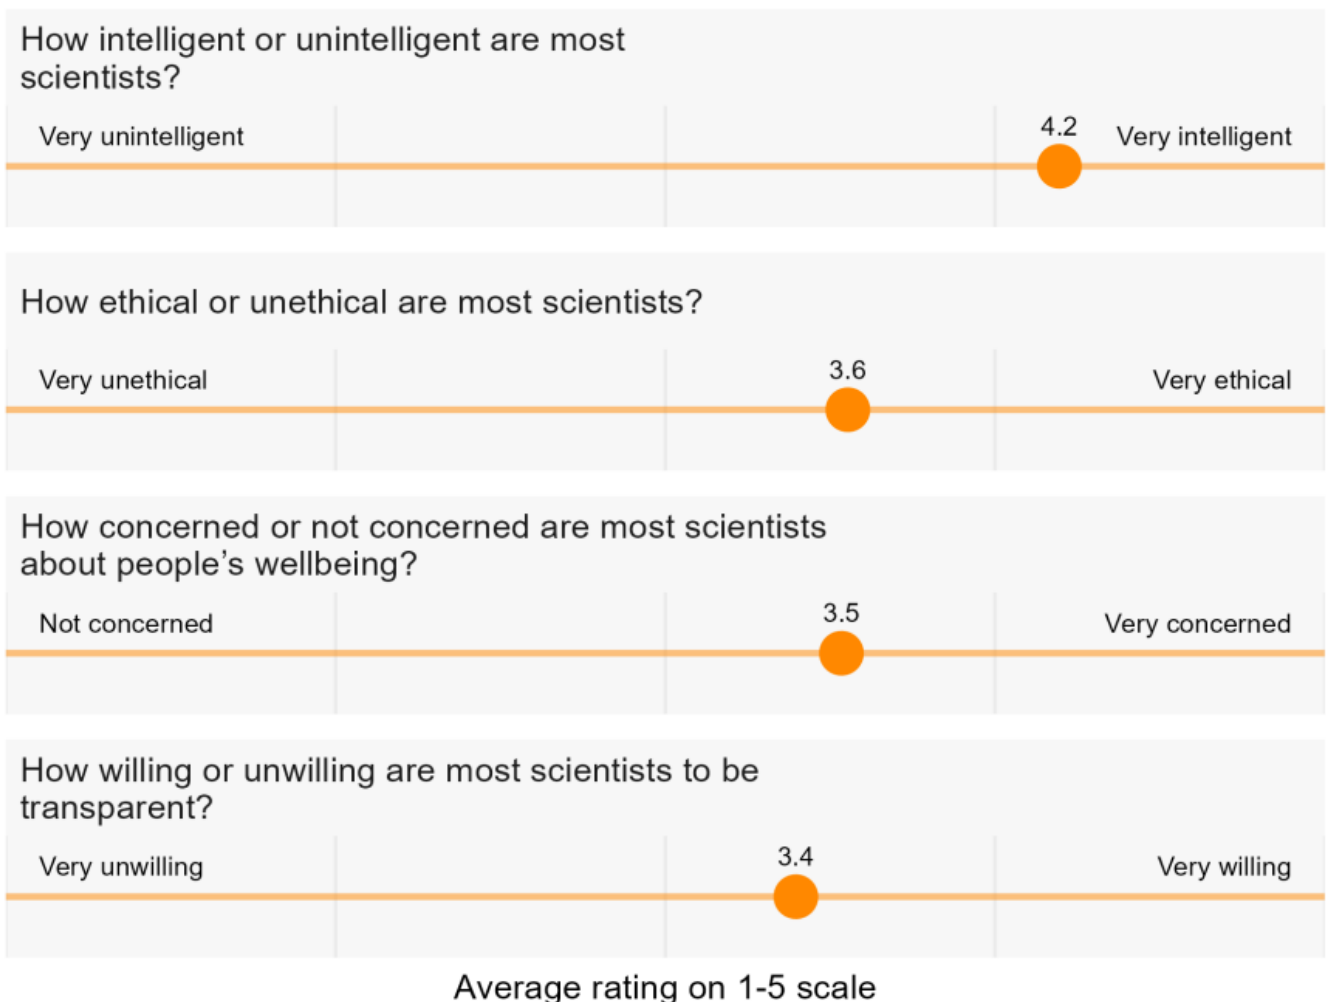 How intelligent or unintelligent are most
scientists?
4.2
Very unintelligent
Very intelligent
How ethical or unethical are most scientists?
3.6
Very unethical
Very ethical
How concerned or not concerned are most scientists
about people’s wellbeing?
3.5
Not concerned
Very concerned
How willing or unwilling are most scientists to be
transparent?
3.4
Very unwilling
Very willing
Average rating on 1-5 scale